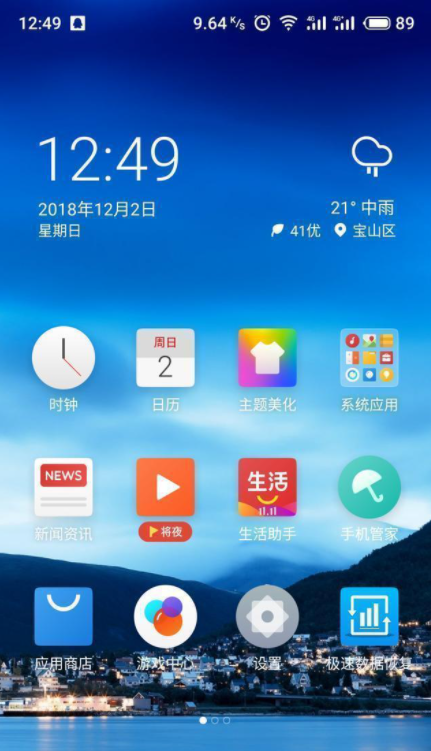 12:49
9.64 K/s
4G
4G+
89
12:49
2018年12月2日
星期日
21° 中雨
41优
宝山区
周日
2
时钟
日历
主题美化
系统应用
NEWS
生活
11.11
新闻资讯
将夜
生活助手
手机管家
应用商店
游戏中心
设置
极速数据恢复